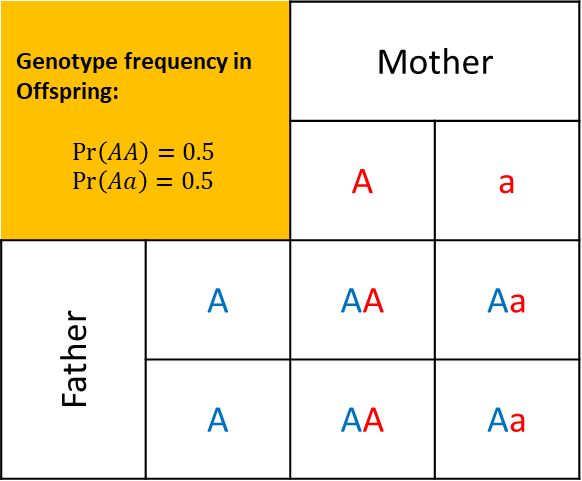 Genotype frequency in
Offspring:
Pr(AA) = 0.5
Pr(Aa) = 0.5
Mother
A a
Father
A AA Aa
A AA Aa